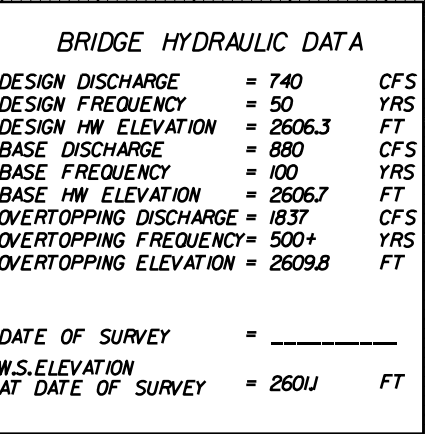 BRIDGE HYDRAULIC DATA
DESIGN DISCHARGE = 740 CFS
DESIGN FREQUENCY = 50 YRS
DESIGN HW ELEVATION = 2606.3 FT
BASE DISCHARGE = 880 CFS
BASE FREQUENCY = 100 YRS
BASE HW ELEVATION = 2606.7 FT
OVERTOPPING DISCHARGE = 1837 CFS
OVERTOPPING FREQUENCY= 500+ YRS
OVERTOPPING ELEVATION = 2609.8 FT
DATE OF SURVEY = __________
W.S.ELEVATION
AT DATE OF SURVEY = 2601.1 FT